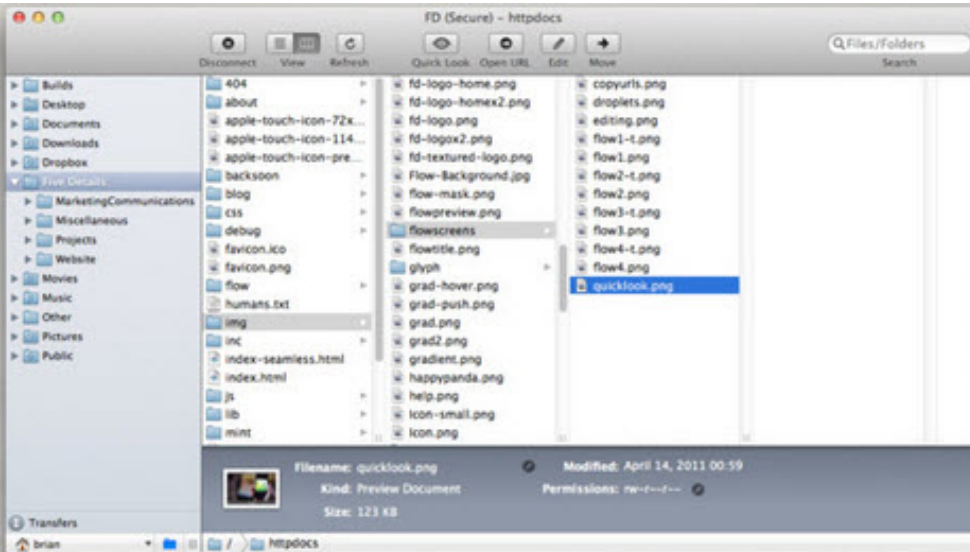 FD (Secure) - httpdocs
Disconnect
View
Refresh
Quick Look
Open URL
Edit
Move
Files/Folders
Search
Builds
Desktop
Documents
Downloads
Dropbox
Five Details
MarketingCommunications
Miscellaneous
Projects
Website
Movies
Music
Other
Pictures
Public
404
about
apple-touch-icon-72x...
apple-touch-icon-114...
apple-touch-icon-pre...
backsoon
blog
css
debug
favicon.ico
favicon.png
flow
humans.txt
img
inc
index-seamless.html
index.html
js
lib
mint
fd-logo-home.png
fd-logo-homex2.png
fd-logo.png
fd-logox2.png
fd-textured-logo.png
Flow-Background.jpg
flow-mask.png
flowpreview.png
flowscreens
flowtitle.png
glyph
grad-hover.png
grad-push.png
grad.png
grad2.png
gradient.png
happypanda.png
help.png
Icon-small.png
Icon.png
copyurls.png
droplets.png
editing.png
flow1-t.png
flow1.png
flow2-t.png
flow2.png
flow3-t.png
flow3.png
flow4-t.png
flow4.png
quicklook.png
Filename: quicklook.png
Kind: Preview Document
Size: 123 KB
Modified: April 14, 2011 00:59
Permissions: rw-r--r--
Transfers
brian
/ httpdocs